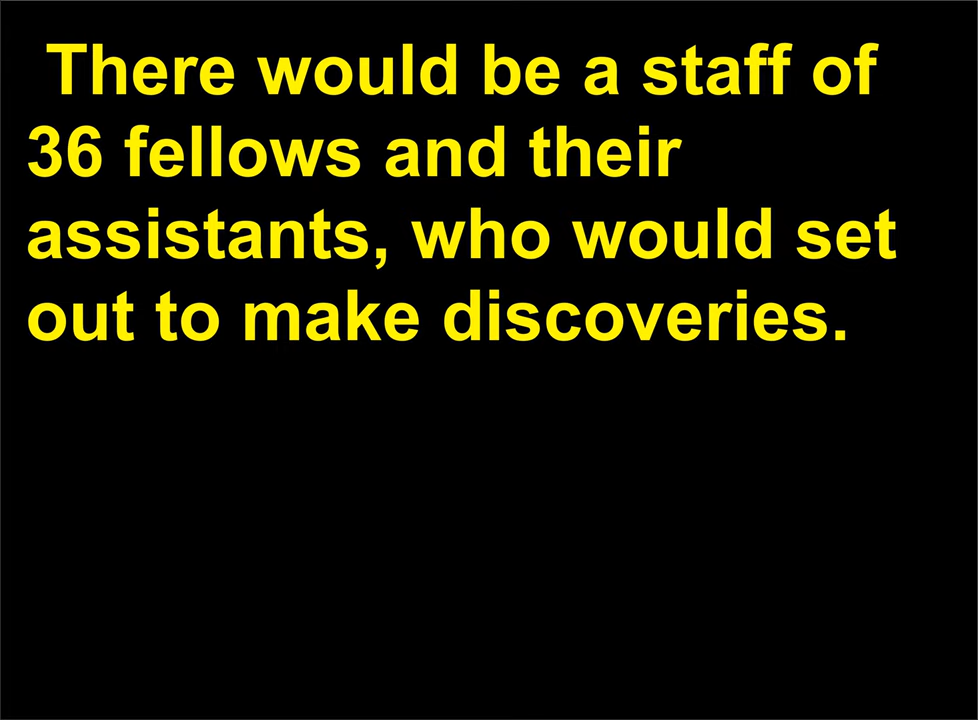 There would be a staff of
36 fellows and their
assistants, who would set
out to make discoveries.